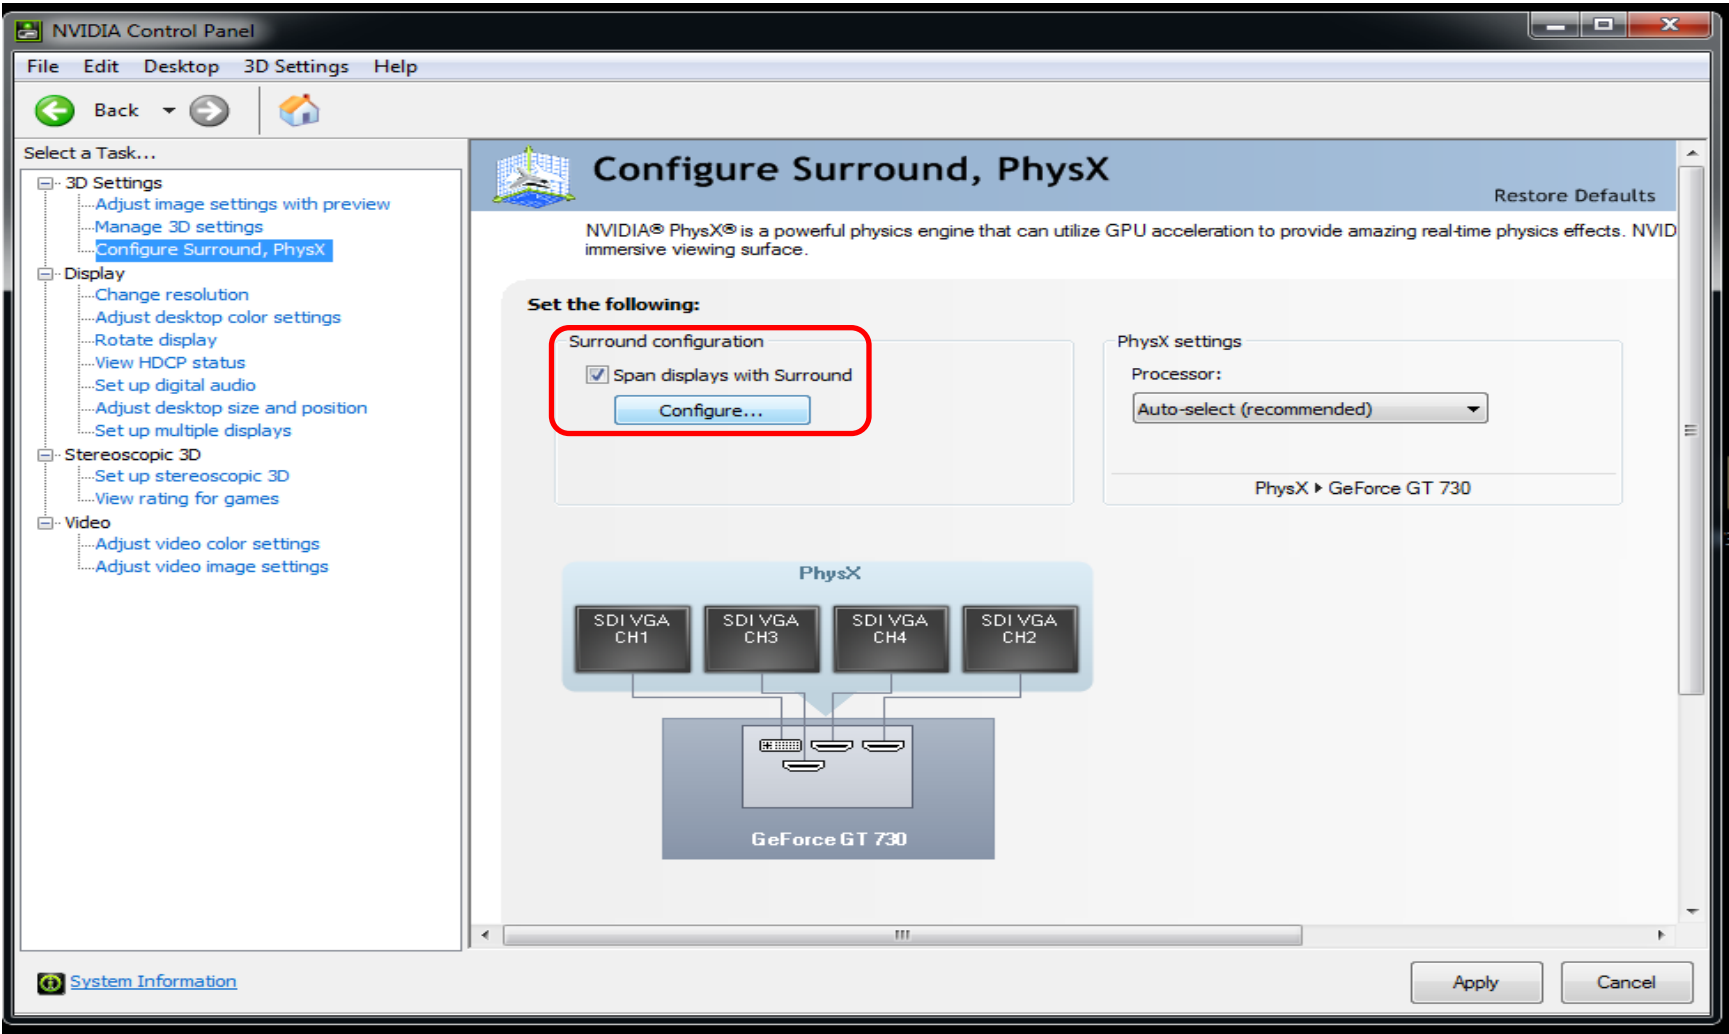 NVIDIA Control Panel
File Edit Desktop 3D Settings Help
Back
Select a Task...
3D Settings
Adjust image settings with preview
Manage 3D settings
Configure Surround, PhysX
Display
Change resolution
Adjust desktop color settings
Rotate display
View HDCP status
Set up digital audio
Adjust desktop size and position
Set up multiple displays
Stereoscopic 3D
Set up stereoscopic 3D
View rating for games
Video
Adjust video color settings
Adjust video image settings
Configure Surround, PhysX
Restore Defaults
NVIDIA® PhysX® is a powerful physics engine that can utilize GPU acceleration to provide amazing real-time physics effects. NVID
immersive viewing surface.
Set the following:
Surround configuration
Span displays with Surround
Configure...
PhysX settings
Processor:
Auto-select (recommended)
PhysX ▸ GeForce GT 730
PhysX
SDI VGA
CH1
SDI VGA
CH3
SDI VGA
CH4
SDI VGA
CH2
GeForce GT 730
System Information
Apply
Cancel